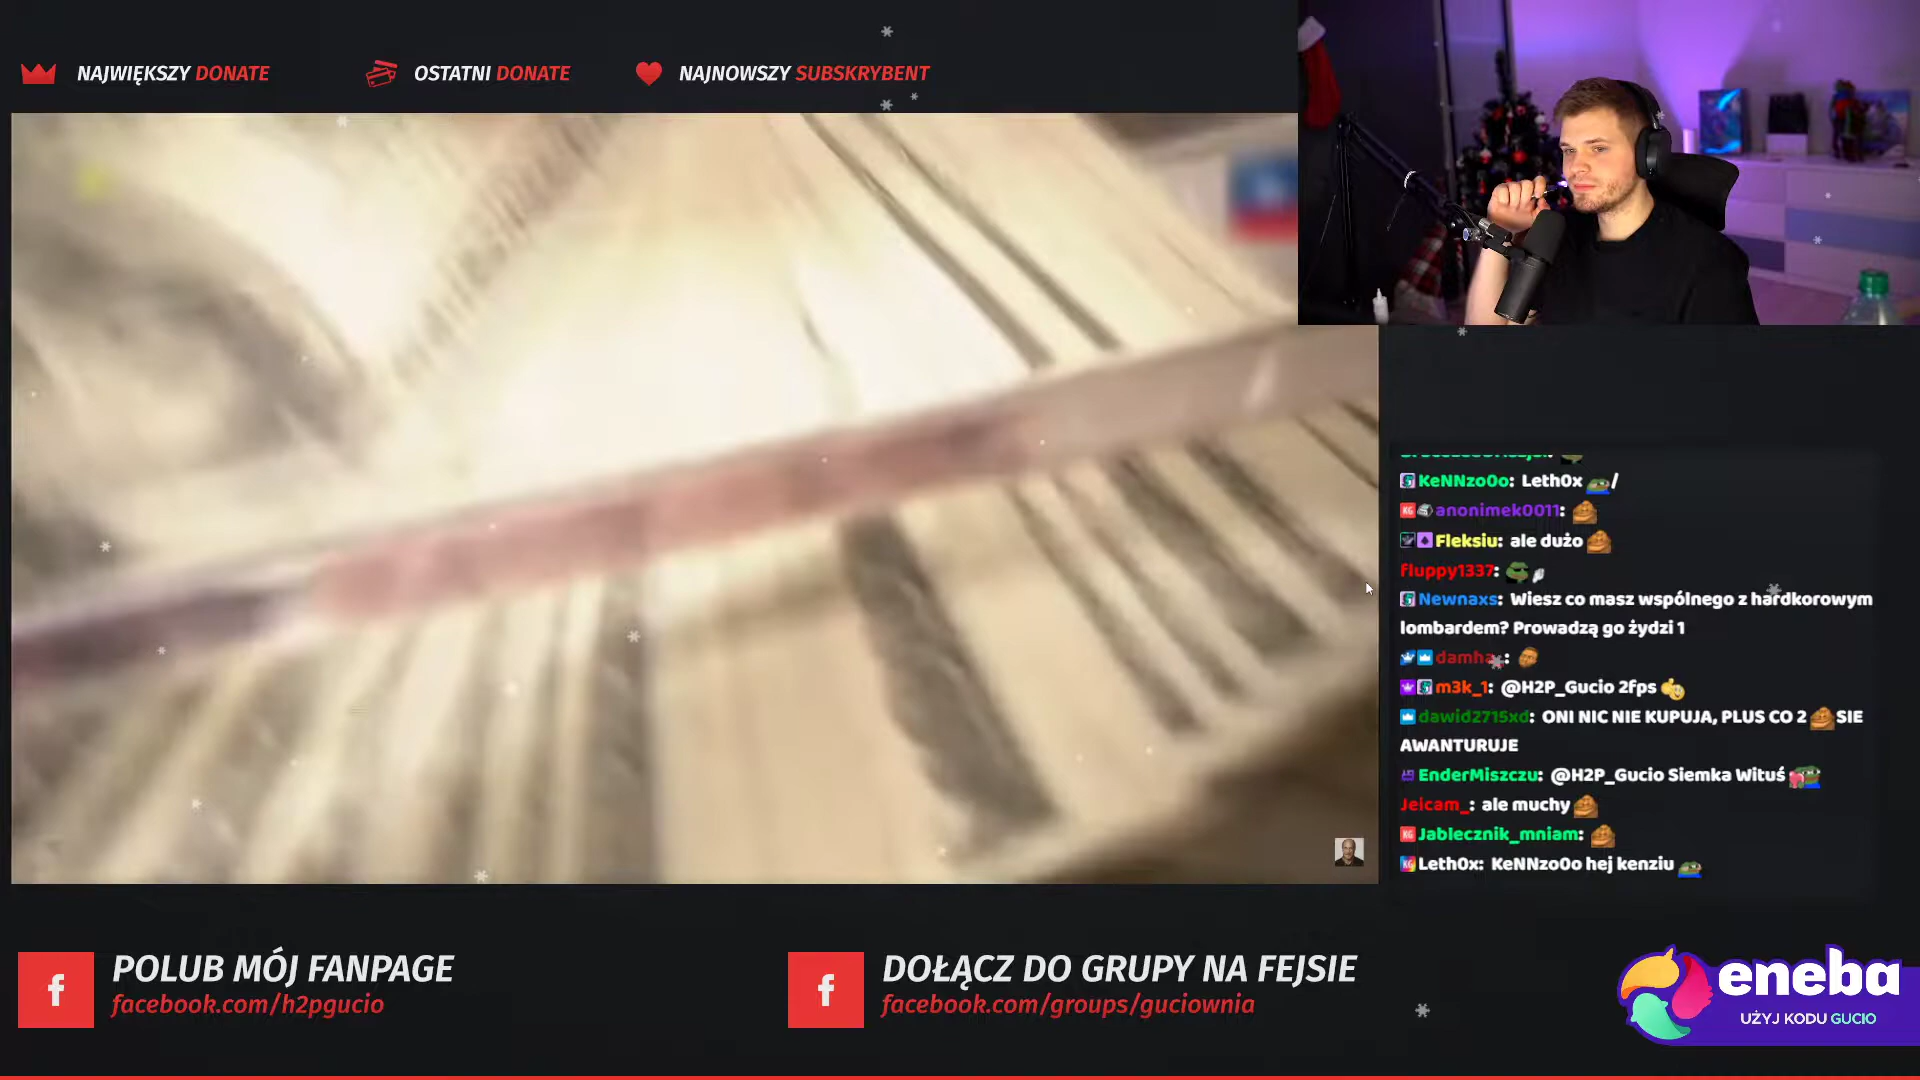 NAJWIĘKSZY DONATE
OSTATNI DONATE
NAJNOWSZY SUBSKRYBENT
KeNNzoOo: Leth0x /
anonimek0011:
Fleksiu: ale dużo
fluppy1337:
Newnaxs: Wiesz co masz wspólnego z hardkorowym
lombardem? Prowadzą go żydzi 1
m3k_1: @H2P_Gucio 2fps
dawid2715xd: ONI NIC NIE KUPUJA, PLUS CO 2 SIE
AWANTURUJE
EnderMiszczu: @H2P_Gucio Siemka Wituś
Jeicam_: ale muchy
Jablecznik_mniam:
Leth0x: KeNNzoOo hej kenziu
POLUB MÓJ FANPAGE
facebook.com/h2pgucio
DOŁĄCZ DO GRUPY NA FEJSIE
facebook.com/groups/guciownia
eneba
UŻYJ KODU GUCIO